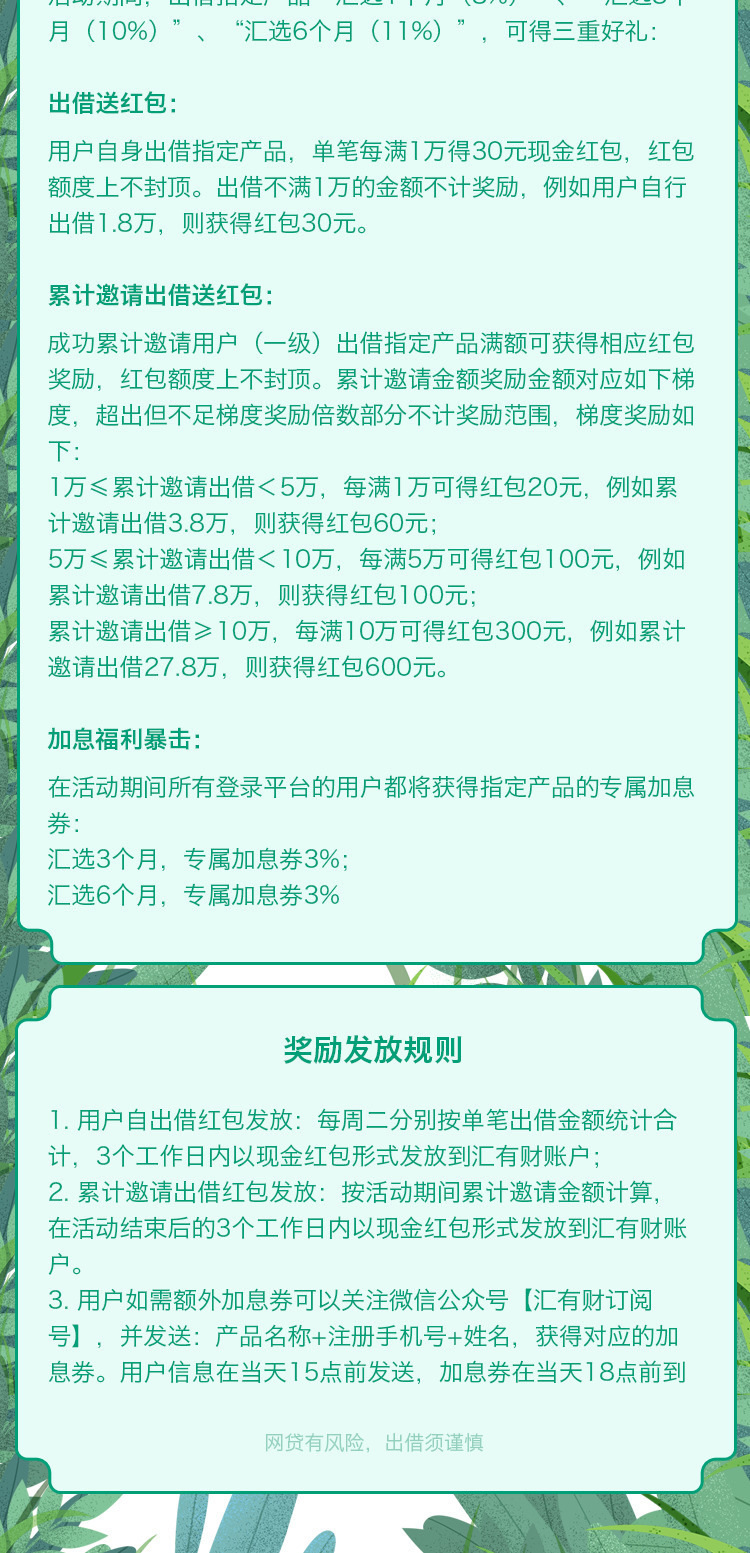 月（10%）”、“汇选6个月（11%）”，可得三重好礼：
出借送红包：
用户自身出借指定产品，单笔每满1万得30元现金红包，红包
额度上不封顶。出借不满1万的金额不计奖励，例如用户自行
出借1.8万，则获得红包30元。
累计邀请出借送红包：
成功累计邀请用户（一级）出借指定产品满额可获得相应红包
奖励，红包额度上不封顶。累计邀请金额奖励金额对应如下梯
度，超出但不足梯度奖励倍数部分不计奖励范围，梯度奖励如
下：
1万≤累计邀请出借＜5万，每满1万可得红包20元，例如累
计邀请出借3.8万，则获得红包60元；
5万≤累计邀请出借＜10万，每满5万可得红包100元，例如
累计邀请出借7.8万，则获得红包100元；
累计邀请出借≥10万，每满10万可得红包300元，例如累计
邀请出借27.8万，则获得红包600元。
加息福利暴击：
在活动期间所有登录平台的用户都将获得指定产品的专属加息
券：
汇选3个月，专属加息券3%；
汇选6个月，专属加息券3%
奖励发放规则
1. 用户自出借红包发放：每周二分别按单笔出借金额统计合
计，3个工作日内以现金红包形式发放到汇有财账户；
2. 累计邀请出借红包发放：按活动期间累计邀请金额计算，
在活动结束后的3个工作日内以现金红包形式发放到汇有财账
户。
3. 用户如需额外加息券可以关注微信公众号【汇有财订阅
号】，并发送：产品名称+注册手机号+姓名，获得对应的加
息券。用户信息在当天15点前发送，加息券在当天18点前到
网贷有风险，出借须谨慎